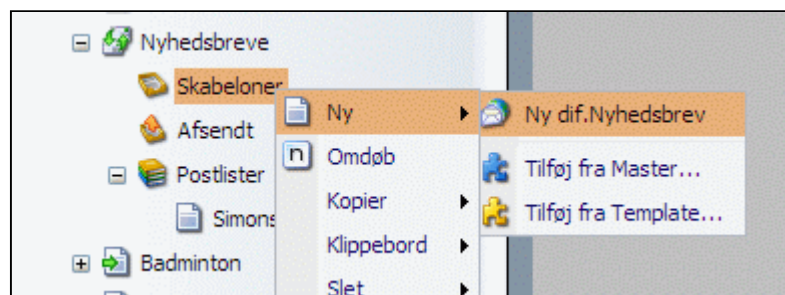 Nyhedsbreve
Skabeloner
Ny
Ny dif.Nyhedsbrev
Afsendt
Omdøb
Postlister
Tilføj fra Master...
Kopier
Simons
Tilføj fra Template...
Klippebord
Badminton
Slet